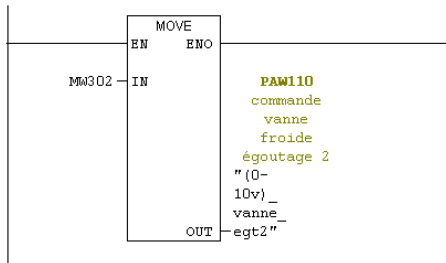 MOVE
EN ENO
MW302 IN
PAW110
commande
vanne
froide
égoutage 2
"(0-
10v)_
vanne_
OUT egt2"